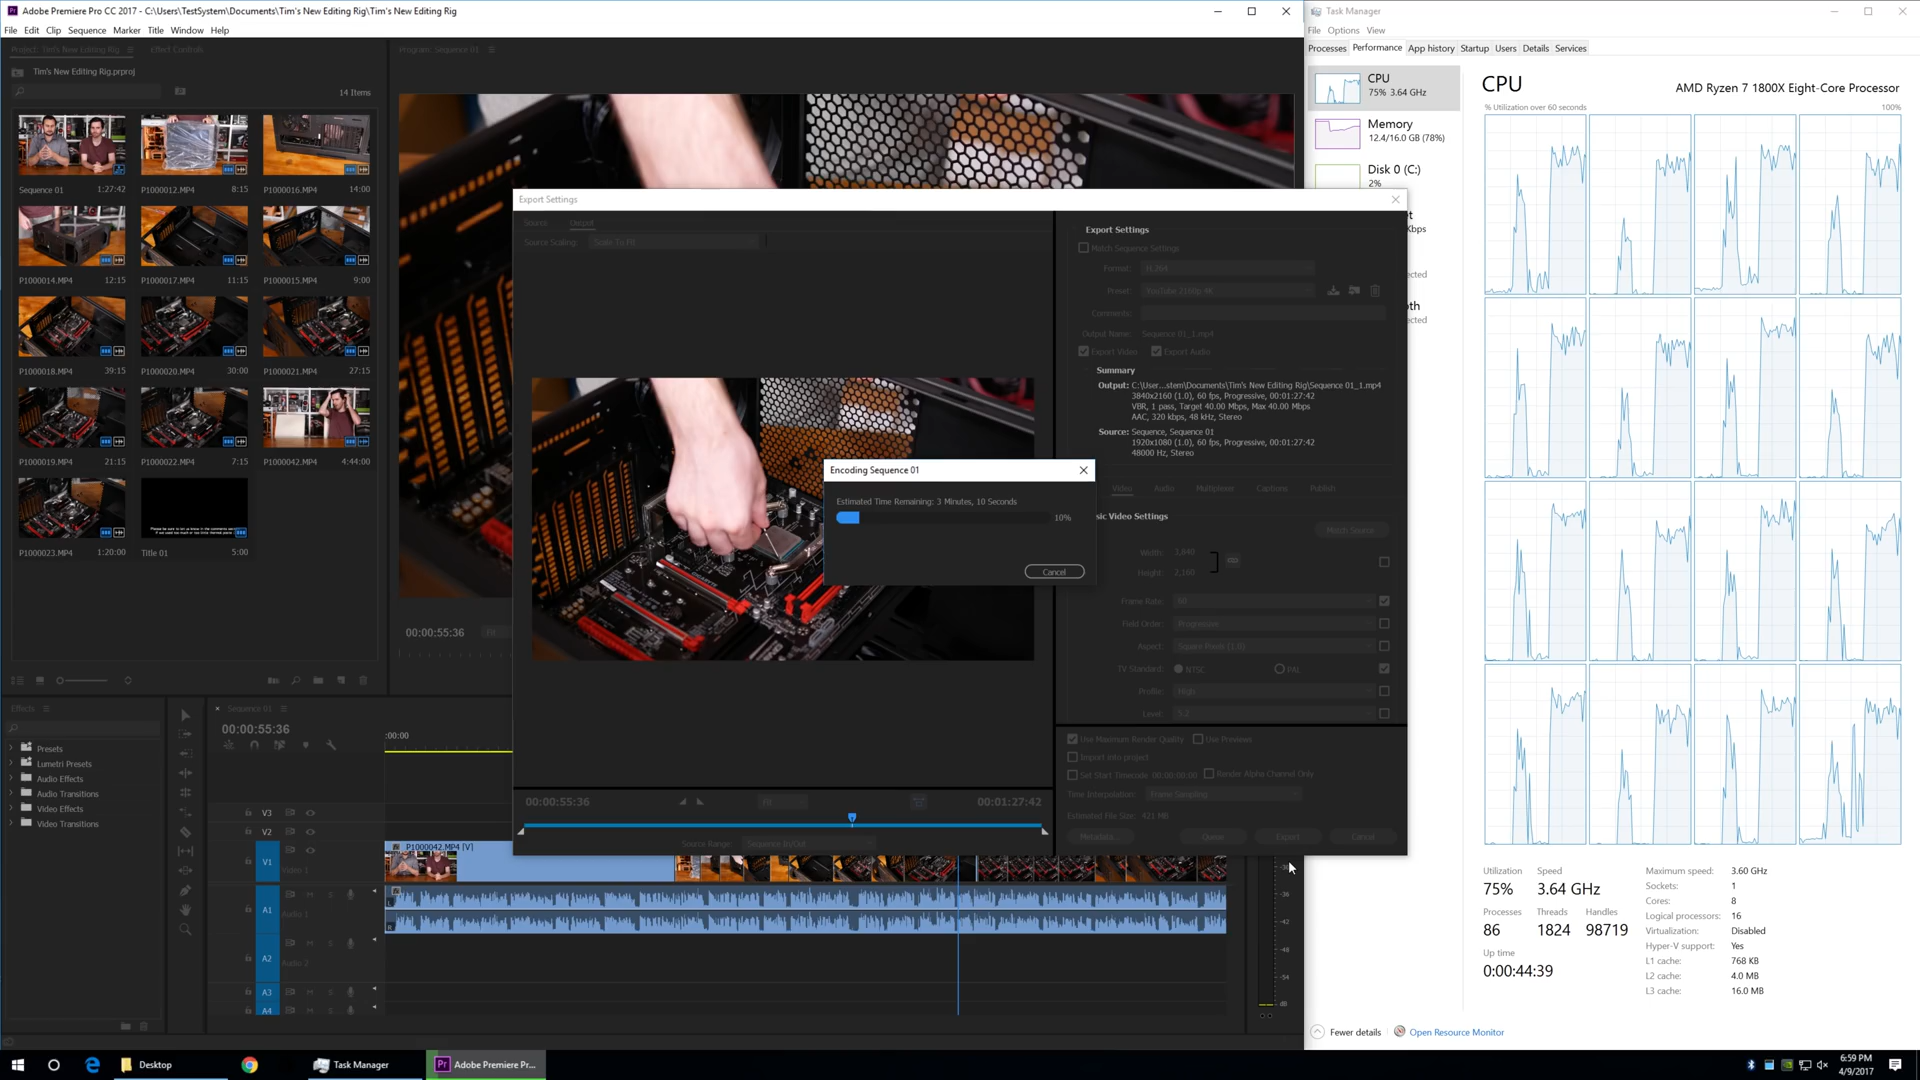 Adobe Premiere Pro CC 2017 - C:\Users\TestSystem\Documents\Tim's New Editing Rig\Tim's New Editing Rig
File Edit Clip Sequence Marker Title Window Help
Project: Tim's New Editing Rig
Effect Controls
Program: Sequence 01
Tim's New Editing Rig.prproj
14 Items
Sequence 01 1:27:42
P1000012.MP4 8:15
P1000016.MP4 14:00
P1000014.MP4 12:15
P1000017.MP4 11:15
P1000015.MP4 9:00
P1000018.MP4 39:15
P1000020.MP4 30:00
P1000021.MP4 27:15
P1000019.MP4 21:15
P1000022.MP4 7:15
P1000042.MP4 4:44:00
P1000023.MP4 1:20:00
Title 01 5:00
00:00:55:36 Fit
Effects
Presets
Lumetri Presets
Audio Effects
Audio Transitions
Video Effects
Video Transitions
Sequence 01
00:00:55:36
:00:00
V3
V2
V1 Video 1
A1 Audio 1
A2 Audio 2
A3
A4
P1000042.MP4 [V]
-36
-42
-48
-54
dB
Export Settings
Source Output
Source Scaling: Scale To Fit
00:00:55:36 Fit 00:01:27:42
Source Range: Sequence In/Out
Export Settings
Match Sequence Settings
Format: H.264
Preset: YouTube 2160p 4K
Comments:
Output Name: Sequence 01_1.mp4
Export Video Export Audio
Summary
Output: C:\User...stem\Documents\Tim's New Editing Rig\Sequence 01_1.mp4
3840x2160 (1.0), 60 fps, Progressive, 00:01:27:42
VBR, 1 pass, Target 40.00 Mbps, Max 40.00 Mbps
AAC, 320 kbps, 48 kHz, Stereo
Source: Sequence, Sequence 01
1920x1080 (1.0), 60 fps, Progressive, 00:01:27:42
48000 Hz, Stereo
Video Audio Multiplexer Captions Publish
sic Video Settings
Match Source
Width: 3,840
Height: 2,160
Frame Rate: 60
Field Order: Progressive
Aspect: Square Pixels (1.0)
TV Standard: NTSC PAL
Profile: High
Level: 5.2
Use Maximum Render Quality Use Previews
Import into project
Set Start Timecode 00:00:00:00 Render Alpha Channel Only
Time Interpolation: Frame Sampling
Estimated File Size: 421 MB
Metadata... Queue Export Cancel
Encoding Sequence 01
Estimated Time Remaining: 3 Minutes, 10 Seconds
10%
Cancel
Task Manager
File Options View
Processes Performance App history Startup Users Details Services
CPU
75% 3.64 GHz
Memory
12.4/16.0 GB (78%)
Disk 0 (C:)
2%
et
Kbps
ected
oth
ected
CPU AMD Ryzen 7 1800X Eight-Core Processor
% Utilization over 60 seconds 100%
Utilization Speed
75% 3.64 GHz
Processes Threads Handles
86 1824 98719
Up time
0:00:44:39
Maximum speed: 3.60 GHz
Sockets: 1
Cores: 8
Logical processors: 16
Virtualization: Disabled
Hyper-V support: Yes
L1 cache: 768 KB
L2 cache: 4.0 MB
L3 cache: 16.0 MB
Fewer details Open Resource Monitor
Desktop
Task Manager
Adobe Premiere Pr...
6:59 PM
4/9/2017